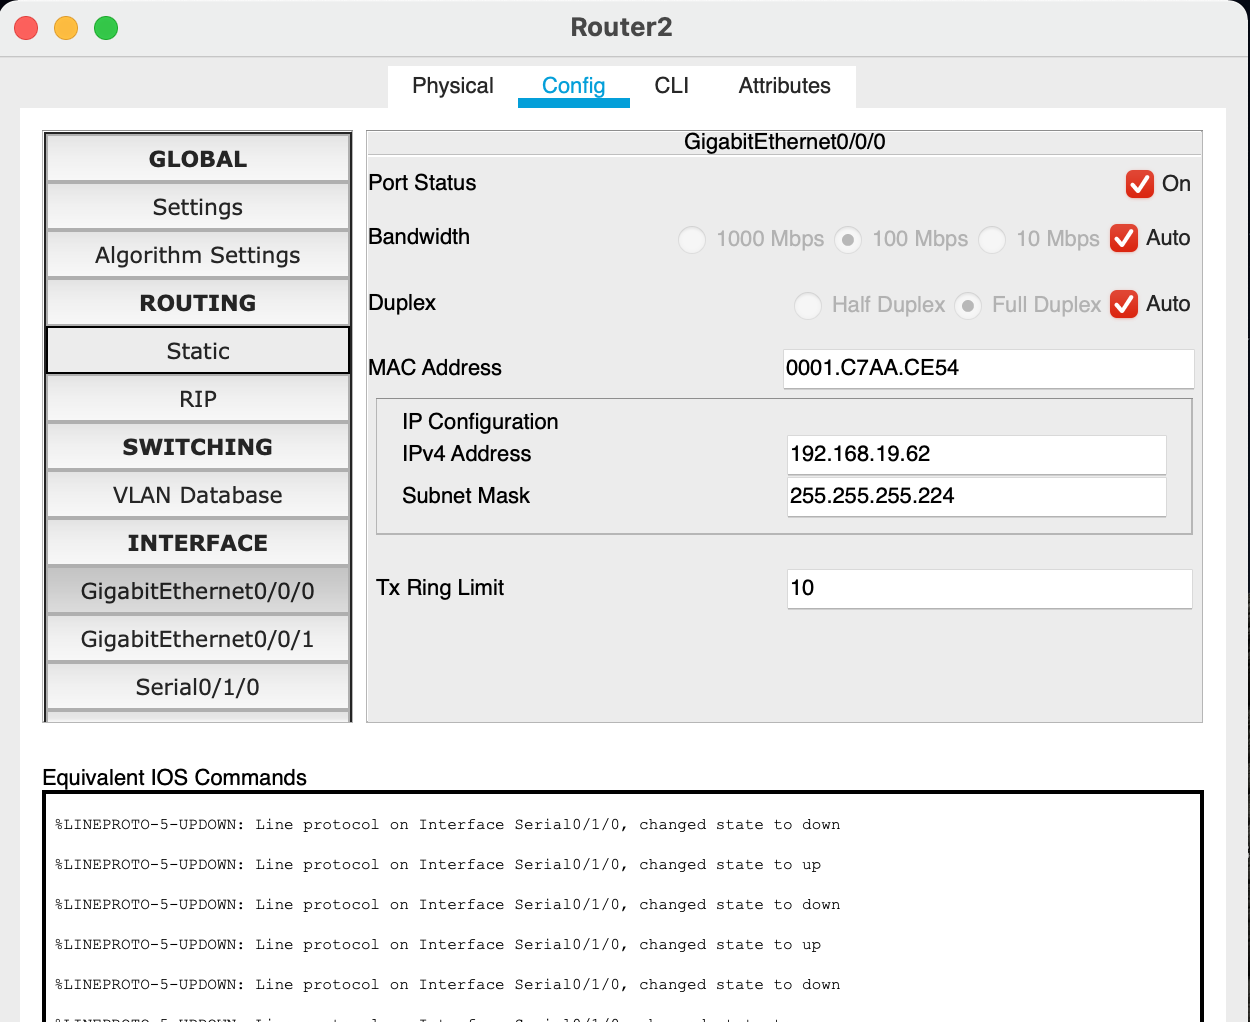 Router2
Physical Config CLI Attributes
GLOBAL
Settings
Algorithm Settings
ROUTING
Static
RIP
SWITCHING
VLAN Database
INTERFACE
GigabitEthernet0/0/0
GigabitEthernet0/0/1
Serial0/1/0
GigabitEthernet0/0/0
Port Status On
Bandwidth 1000 Mbps 100 Mbps 10 Mbps Auto
Duplex Half Duplex Full Duplex Auto
MAC Address 0001.C7AA.CE54
IP Configuration
IPv4 Address 192.168.19.62
Subnet Mask 255.255.255.224
Tx Ring Limit 10
Equivalent IOS Commands
%LINEPROTO-5-UPDOWN: Line protocol on Interface Serial0/1/0, changed state to down
%LINEPROTO-5-UPDOWN: Line protocol on Interface Serial0/1/0, changed state to up
%LINEPROTO-5-UPDOWN: Line protocol on Interface Serial0/1/0, changed state to down
%LINEPROTO-5-UPDOWN: Line protocol on Interface Serial0/1/0, changed state to up
%LINEPROTO-5-UPDOWN: Line protocol on Interface Serial0/1/0, changed state to down